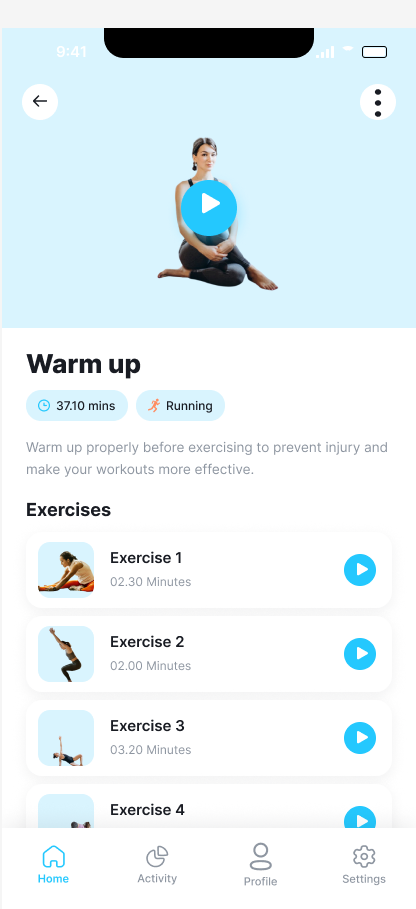 9:41
Warm up
37.10 mins
Running
Warm up properly before exercising to prevent injury and
make your workouts more effective.
Exercises
Exercise 1
02.30 Minutes
Exercise 2
02.00 Minutes
Exercise 3
03.20 Minutes
Exercise 4
Home
Activity
Profile
Settings